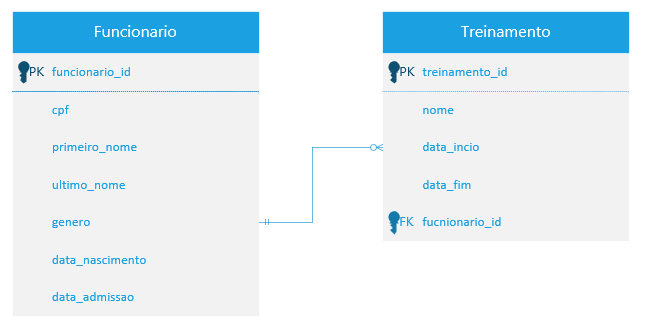 Funcionario
PK funcionario_id
cpf
primeiro_nome
ultimo_nome
genero
data_nascimento
data_admissao
Treinamento
PK treinamento_id
nome
data_incio
data_fim
FK fucnionario_id